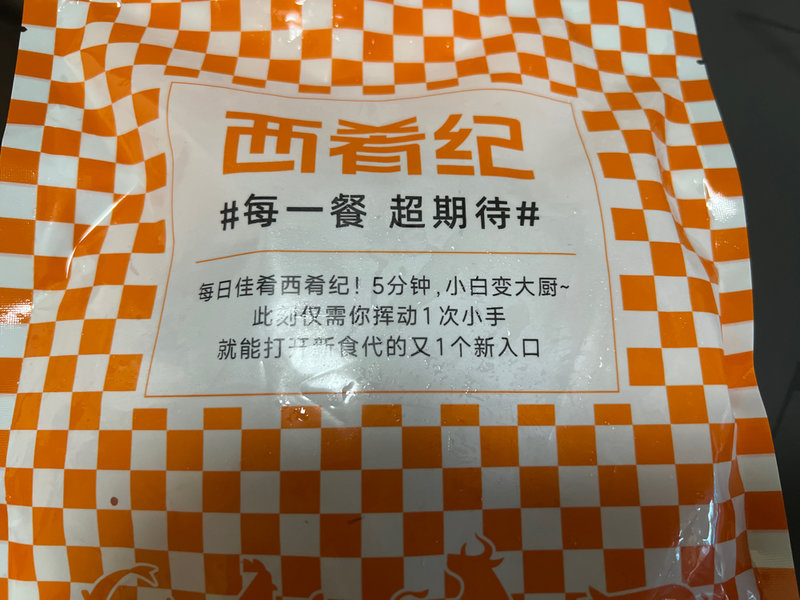 西肴纪
#每一餐 超期待#
每日佳肴西肴纪！5分钟,小白变大厨~
此刻仅需你挥动1次小手
就能打开新食代的又1个新入口